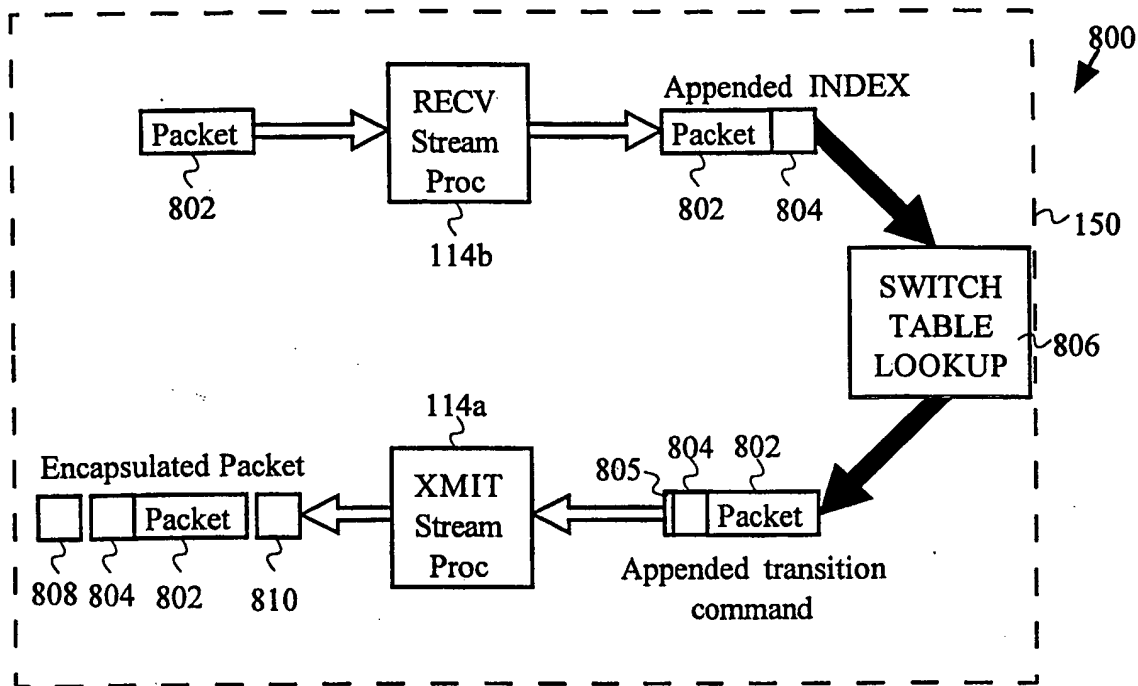 800
Packet
802
RECV
Stream
Proc
114b
Appended INDEX
Packet
802
804
150
SWITCH
TABLE
LOOKUP
806
114a
XMIT
Stream
Proc
805
804
802
Packet
Appended transition
command
Encapsulated Packet
Packet
808
804
802
810